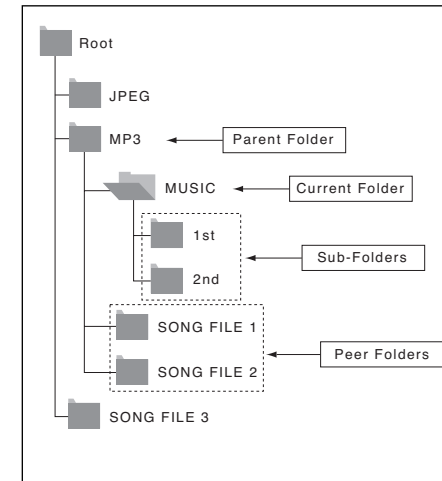 Root
JPEG
MP3
Parent Folder
MUSIC
Current Folder
1st
Sub-Folders
2nd
SONG FILE 1
Peer Folders
SONG FILE 2
SONG FILE 3